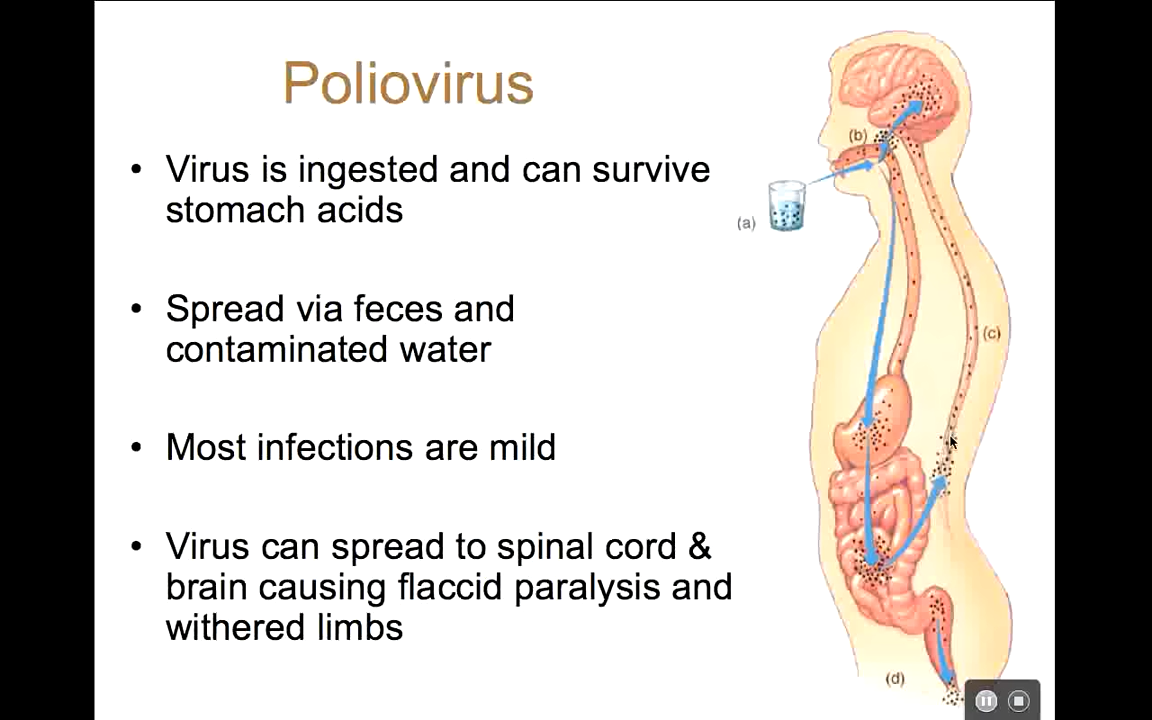 Poliovirus
• Virus is ingested and can survive
stomach acids
• Spread via feces and
contaminated water
• Most infections are mild
• Virus can spread to spinal cord &
brain causing flaccid paralysis and
withered limbs
(b)
(a)
(c)
(d)